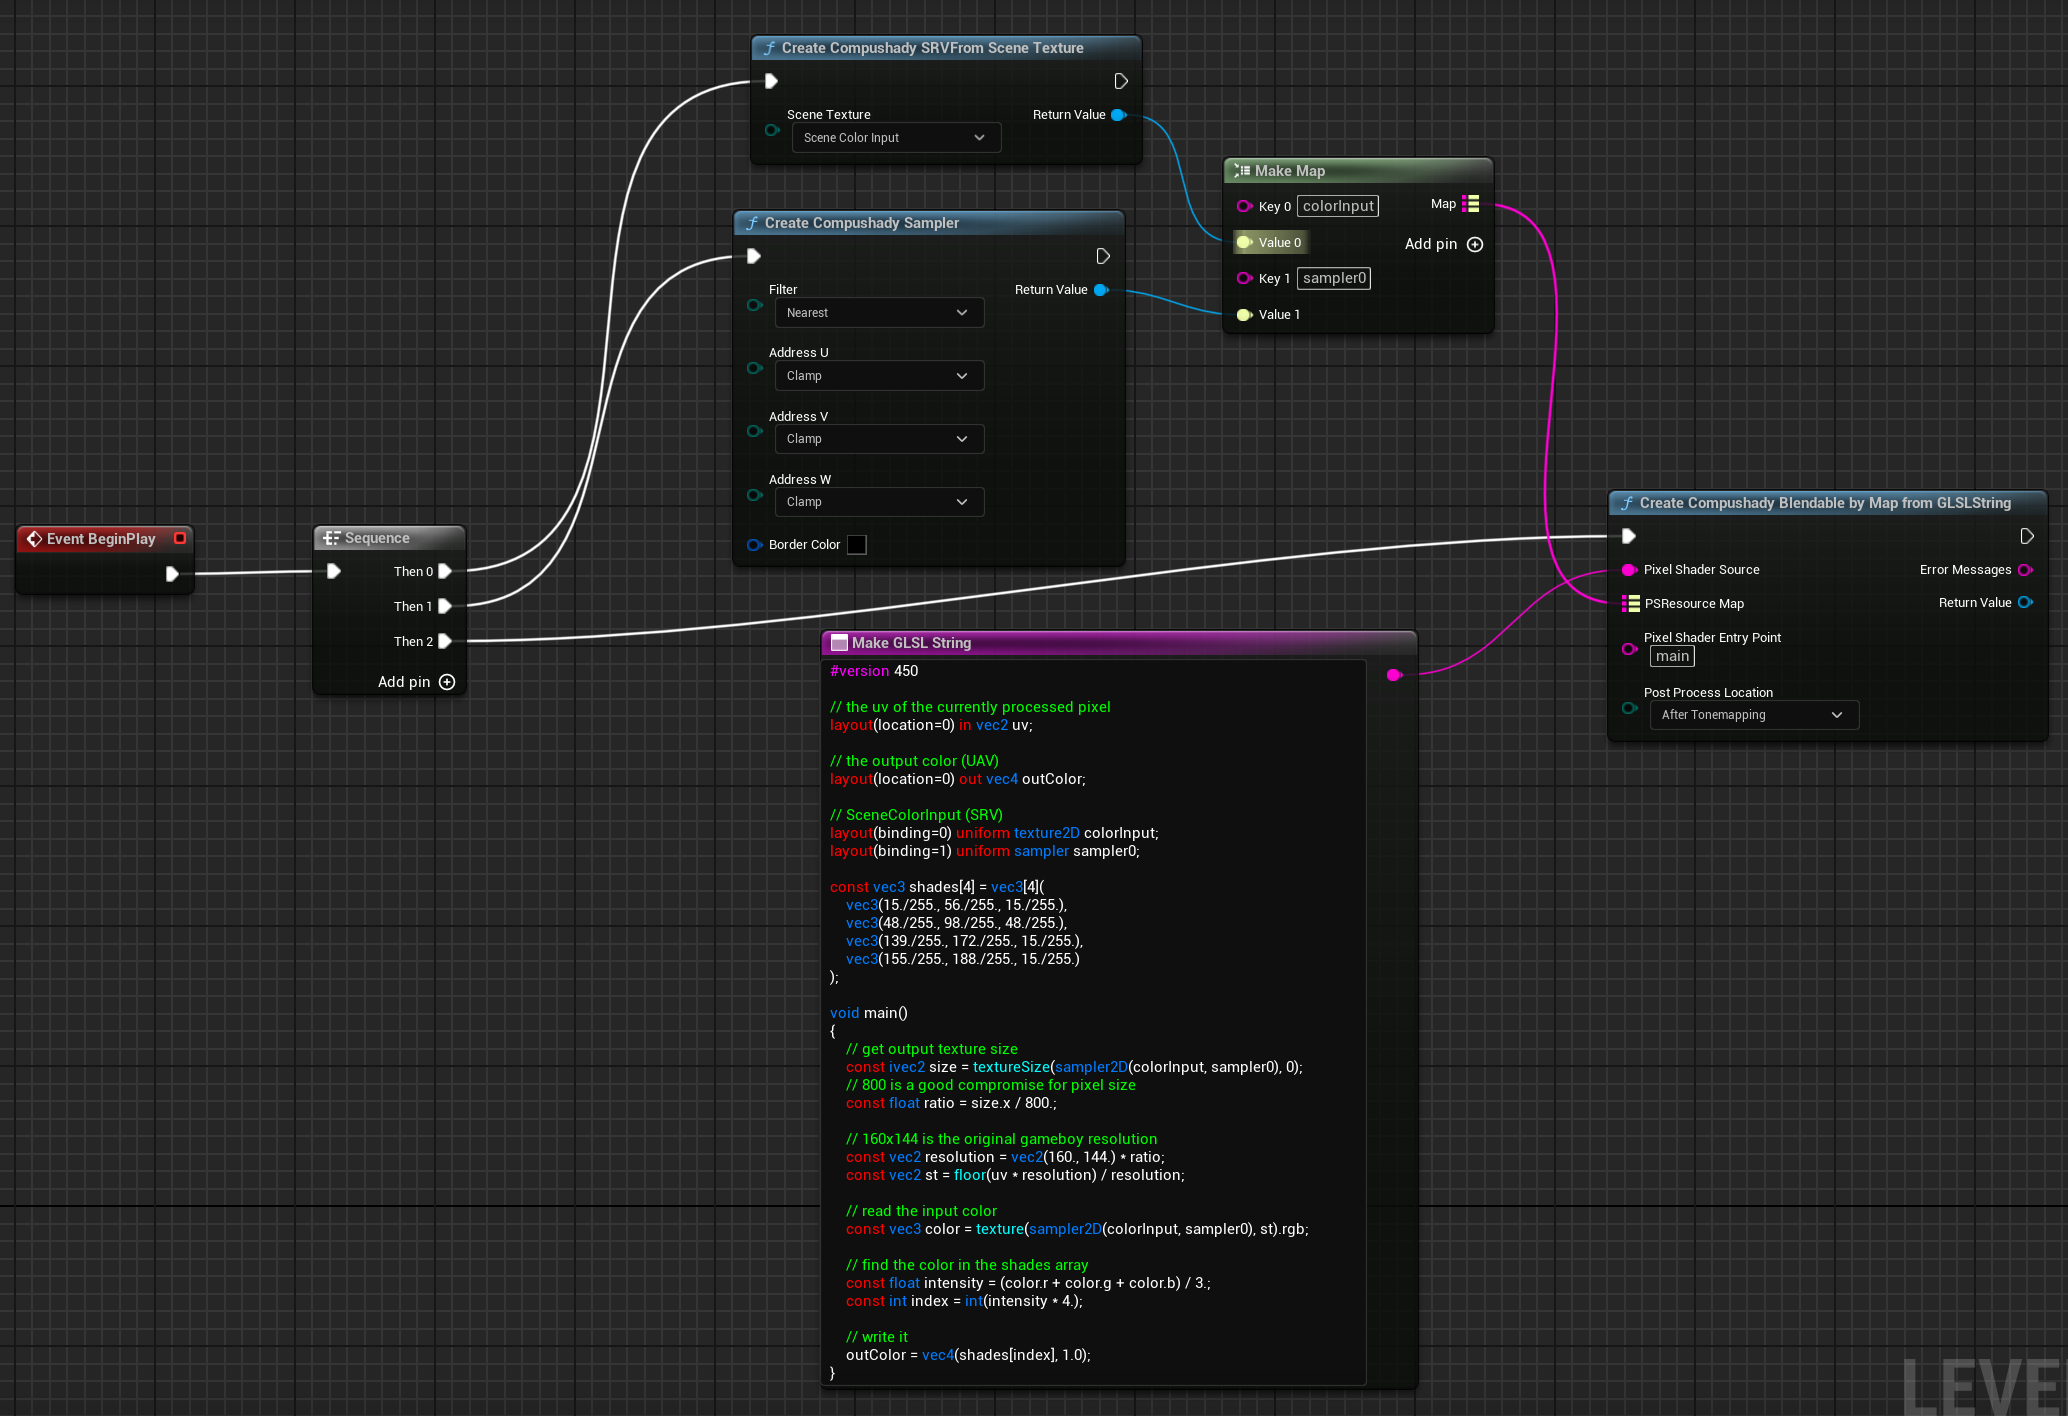 Create Compushady SRVFrom Scene Texture
Scene Texture
Scene Color Input
Return Value
Create Compushady Sampler
Filter
Nearest
Return Value
Address U
Clamp
Address V
Clamp
Address W
Clamp
Border Color
Make Map
Key 0 colorInput
Map
Value 0
Add pin
Key 1 sampler0
Value 1
Event BeginPlay
Sequence
Then 0
Then 1
Then 2
Add pin
Create Compushady Blendable by Map from GLSLString
Pixel Shader Source
Error Messages
PSResource Map
Return Value
Pixel Shader Entry Point
main
Post Process Location
After Tonemapping
Make GLSL String
#version 450
// the uv of the currently processed pixel
layout(location=0) in vec2 uv;
// the output color (UAV)
layout(location=0) out vec4 outColor;
// SceneColorInput (SRV)
layout(binding=0) uniform texture2D colorInput;
layout(binding=1) uniform sampler sampler0;
const vec3 shades[4] = vec3[4](
vec3(15./255., 56./255., 15./255.),
vec3(48./255., 98./255., 48./255.),
vec3(139./255., 172./255., 15./255.),
vec3(155./255., 188./255., 15./255.)
);
void main()
{
// get output texture size
const ivec2 size = textureSize(sampler2D(colorInput, sampler0), 0);
// 800 is a good compromise for pixel size
const float ratio = size.x / 800.;
// 160x144 is the original gameboy resolution
const vec2 resolution = vec2(160., 144.) * ratio;
const vec2 st = floor(uv * resolution) / resolution;
// read the input color
const vec3 color = texture(sampler2D(colorInput, sampler0), st).rgb;
// find the color in the shades array
const float intensity = (color.r + color.g + color.b) / 3.;
const int index = int(intensity * 4.);
// write it
outColor = vec4(shades[index], 1.0);
}
LEVE